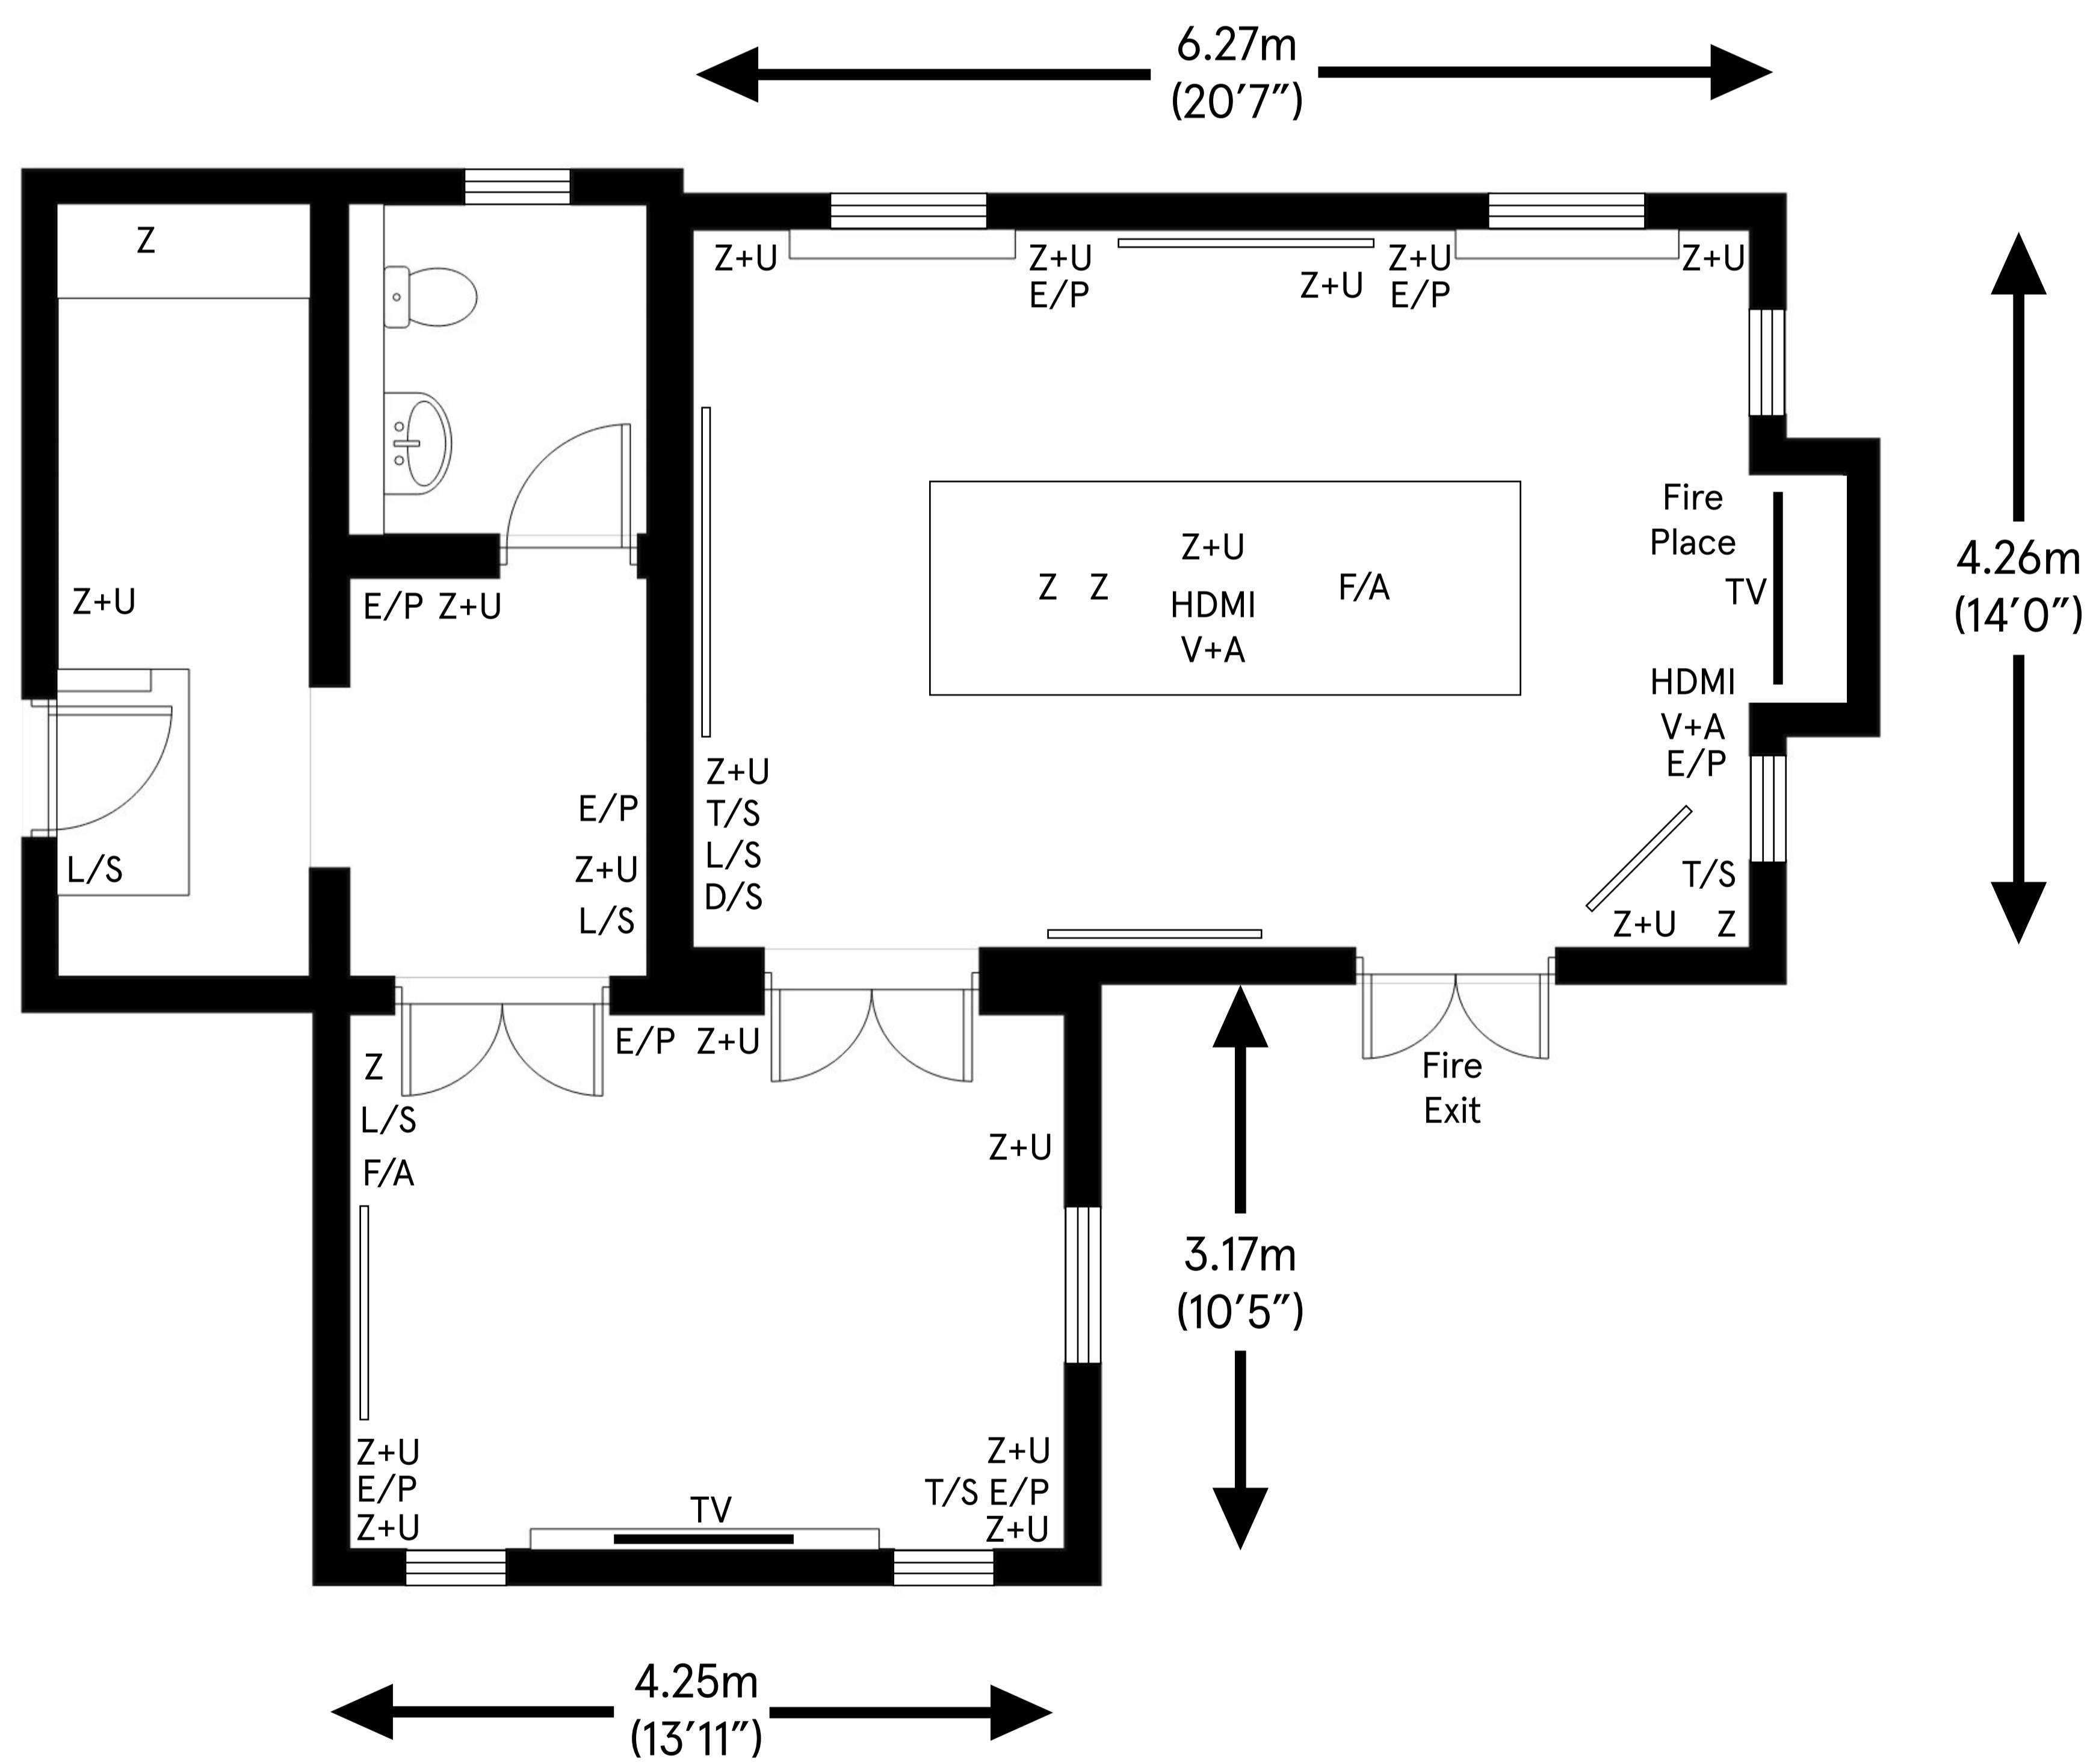 6.27m
(20′7″)
Z
Z+U
Z+U
E/P
Z+U
Z+U
E/P
Z+U
Fire
Place
TV
4.26m
(14′0″)
Z+U
Z Z
HDMI
V+A
F/A
Z+U
E/P Z+U
HDMI
V+A
E/P
Z+U
T/S
L/S
D/S
E/P
Z+U
L/S
L/S
T/S
Z+U Z
Z
L/S
F/A
E/P Z+U
Z+U
Fire
Exit
3.17m
(10′5″)
Z+U
E/P
Z+U
TV
Z+U
T/S E/P
Z+U
4.25m
(13′11″)